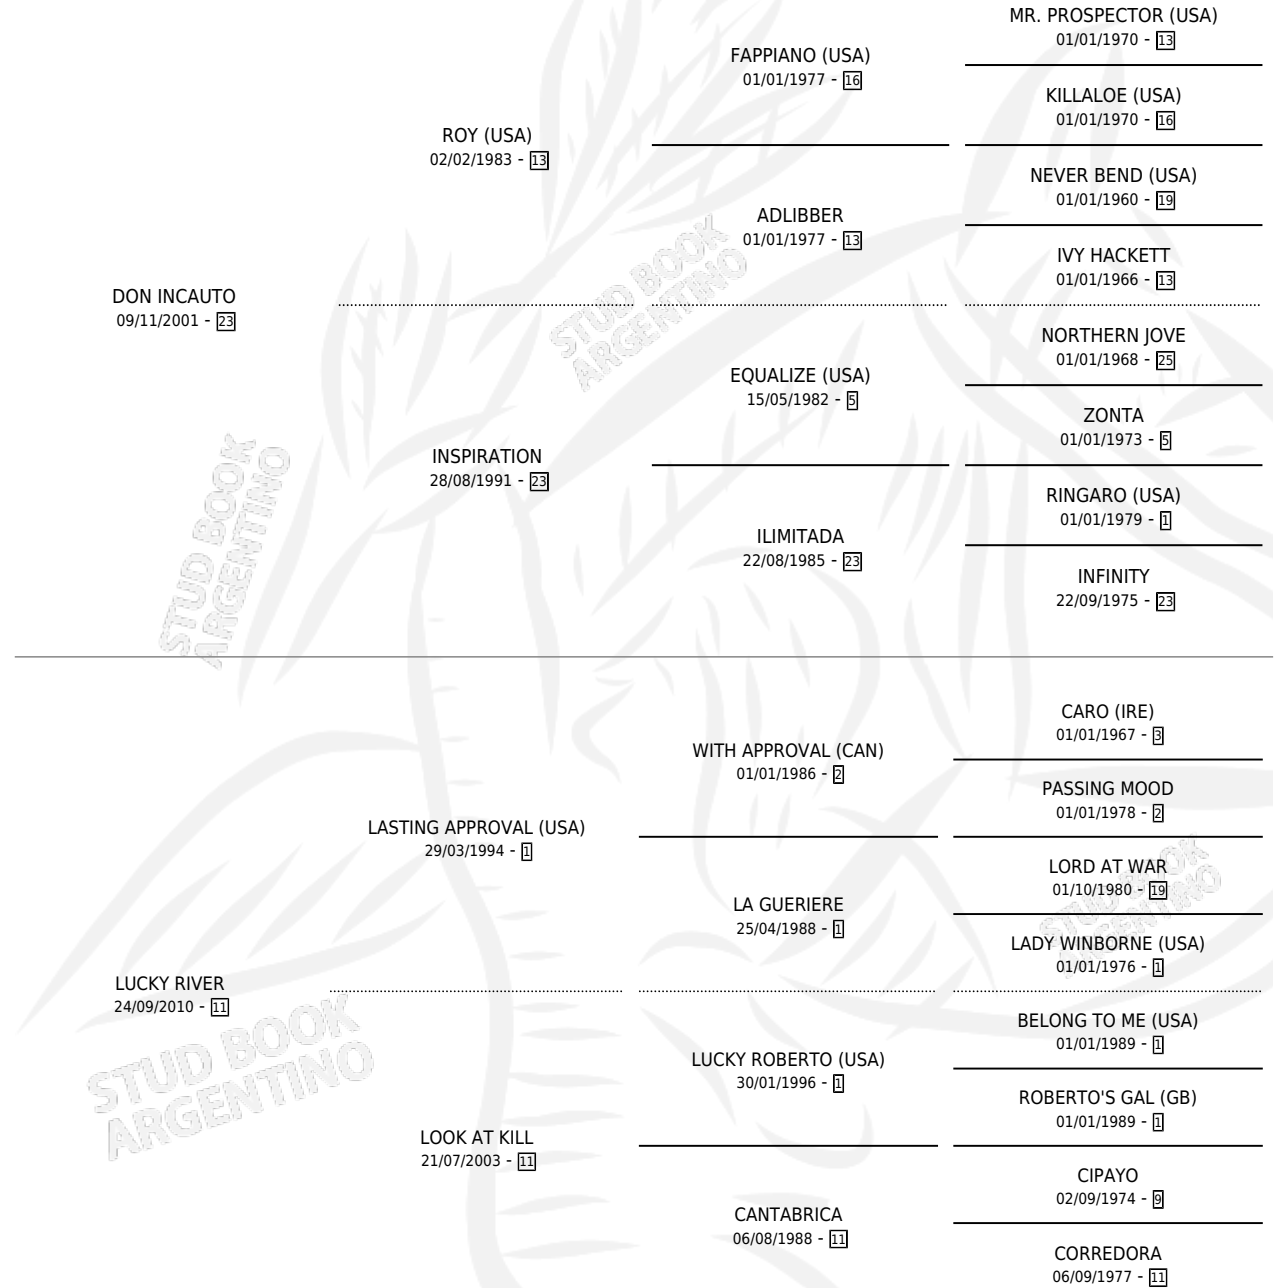 MR. PROSPECTOR (USA)
01/01/1970 - 13
FAPPIANO (USA)
01/01/1977 - 16
KILLALOE (USA)
01/01/1970 - 16
ROY (USA)
02/02/1983 - 13
NEVER BEND (USA)
01/01/1960 - 19
ADLIBBER
01/01/1977 - 13
IVY HACKETT
01/01/1966 - 13
DON INCAUTO
09/11/2001 - 23
STUD BOOK
ARGENTINO
NORTHERN JOVE
01/01/1968 - 25
EQUALIZE (USA)
15/05/1982 - 5
ZONTA
01/01/1973 - 5
INSPIRATION
28/08/1991 - 23
RINGARO (USA)
01/01/1979 - 1
ILIMITADA
22/08/1985 - 23
INFINITY
22/09/1975 - 23
STUD BOOK
ARGENTINO
CARO (IRE)
01/01/1967 - 3
WITH APPROVAL (CAN)
01/01/1986 - 2
PASSING MOOD
01/01/1978 - 2
LASTING APPROVAL (USA)
29/03/1994 - 1
LORD AT WAR
01/10/1980 - 19
LA GUERIERE
25/04/1988 - 1
LADY WINBORNE (USA)
01/01/1976 - 1
STUD BOOK
ARGENTINO
LUCKY RIVER
24/09/2010 - 11
STUD BOOK
ARGENTINO
BELONG TO ME (USA)
01/01/1989 - 1
LUCKY ROBERTO (USA)
30/01/1996 - 1
ROBERTO'S GAL (GB)
01/01/1989 - 1
LOOK AT KILL
21/07/2003 - 11
CIPAYO
02/09/1974 - 9
CANTABRICA
06/08/1988 - 11
CORREDORA
06/09/1977 - 11